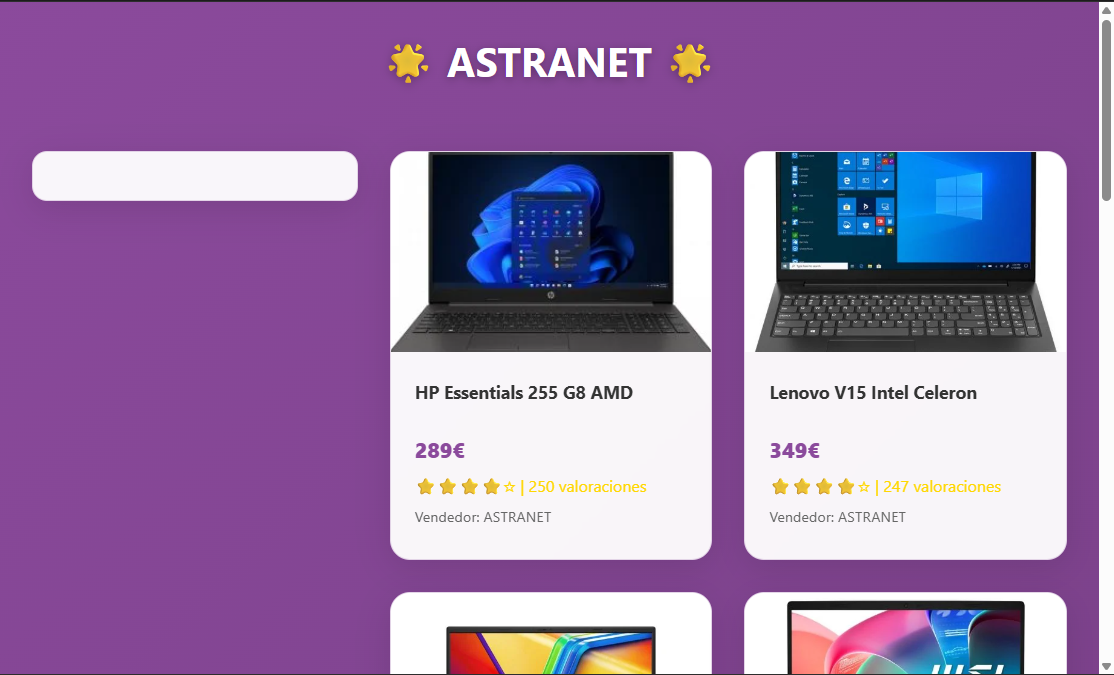 🌟 ASTRANET 🌟
HP Essentials 255 G8 AMD
289€
⭐⭐⭐⭐☆ | 250 valoraciones
Vendedor: ASTRANET
Lenovo V15 Intel Celeron
349€
⭐⭐⭐⭐☆ | 247 valoraciones
Vendedor: ASTRANET
msi